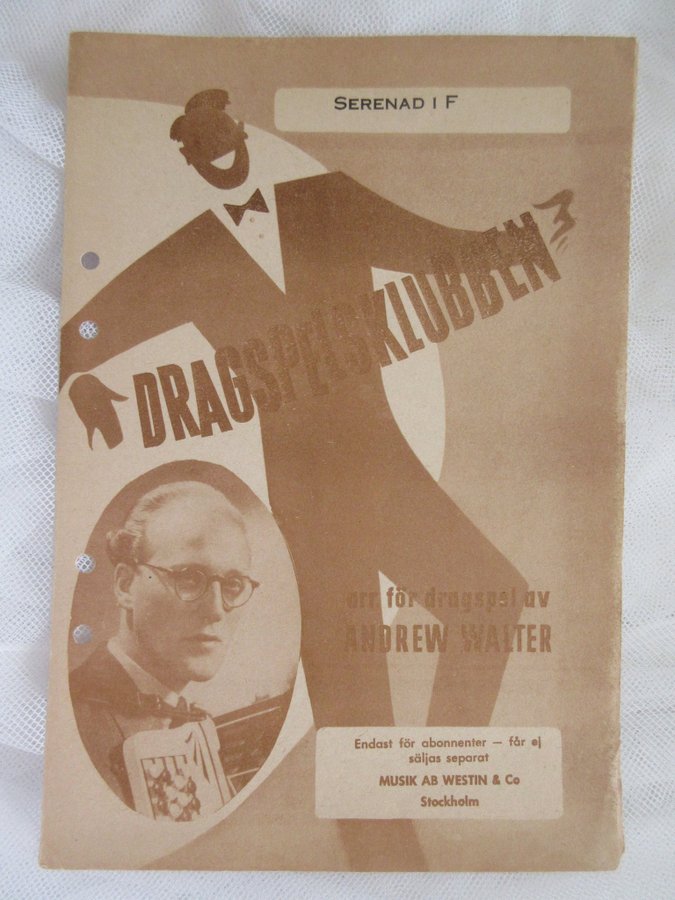 SERENAD I F
DRAGSPELSKLUBBEN
arr. för dragspel av
ANDREW WALTER
Endast för abonnenter — får ej
säljas separat
MUSIK AB WESTIN & Co
Stockholm